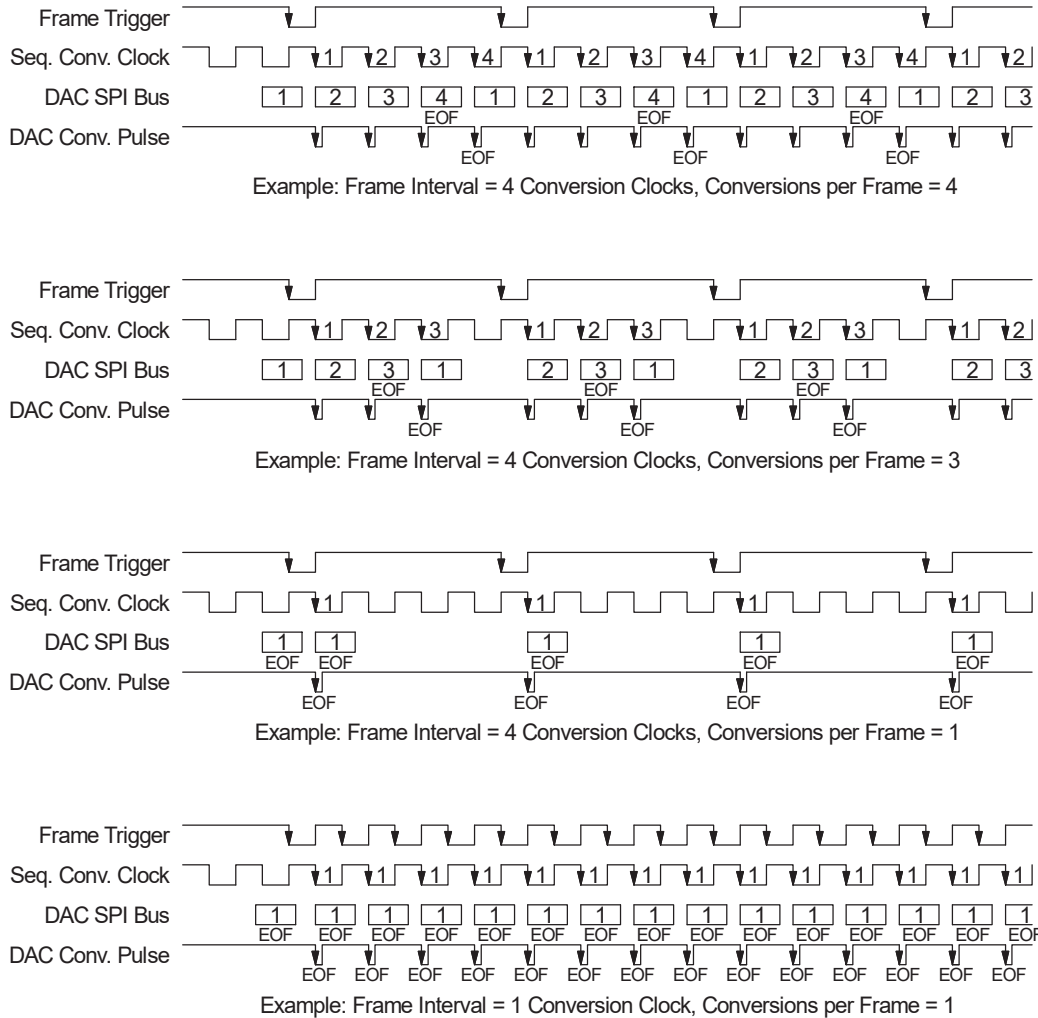 Frame Trigger
Seq. Conv. Clock 1 2 3 4 1 2 3 4 1 2 3 4 1 2
DAC SPI Bus 1 2 3 4 1 2 3 4 1 2 3 4 1 2 3
EOF EOF EOF
DAC Conv. Pulse
EOF EOF EOF
Example: Frame Interval = 4 Conversion Clocks, Conversions per Frame = 4
Frame Trigger
Seq. Conv. Clock 1 2 3 1 2 3 1 2 3 1 2
DAC SPI Bus 1 2 3 1 2 3 1 2 3 1 2 3
EOF EOF EOF
DAC Conv. Pulse
EOF EOF EOF
Example: Frame Interval = 4 Conversion Clocks, Conversions per Frame = 3
Frame Trigger
Seq. Conv. Clock 1 1 1 1
DAC SPI Bus 1 1 1 1 1
EOF EOF EOF EOF EOF
DAC Conv. Pulse
EOF EOF EOF EOF
Example: Frame Interval = 4 Conversion Clocks, Conversions per Frame = 1
Frame Trigger
Seq. Conv. Clock 1 1 1 1 1 1 1 1 1 1 1 1 1 1
DAC SPI Bus 1 1 1 1 1 1 1 1 1 1 1 1 1 1 1
EOF EOF EOF EOF EOF EOF EOF EOF EOF EOF EOF EOF EOF EOF EOF
DAC Conv. Pulse
EOF EOF EOF EOF EOF EOF EOF EOF EOF EOF EOF EOF EOF EOF
Example: Frame Interval = 1 Conversion Clock, Conversions per Frame = 1